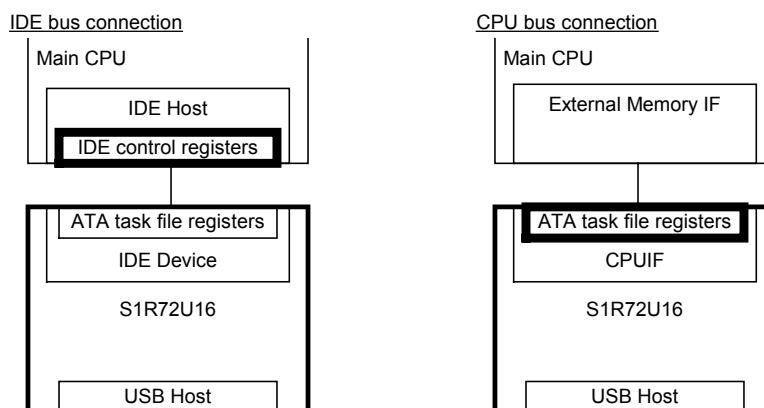 IDE bus connection
Main CPU
IDE Host
IDE control registers
ATA task file registers
IDE Device
S1R72U16
USB Host
CPU bus connection
Main CPU
External Memory IF
ATA task file registers
CPUIF
S1R72U16
USB Host